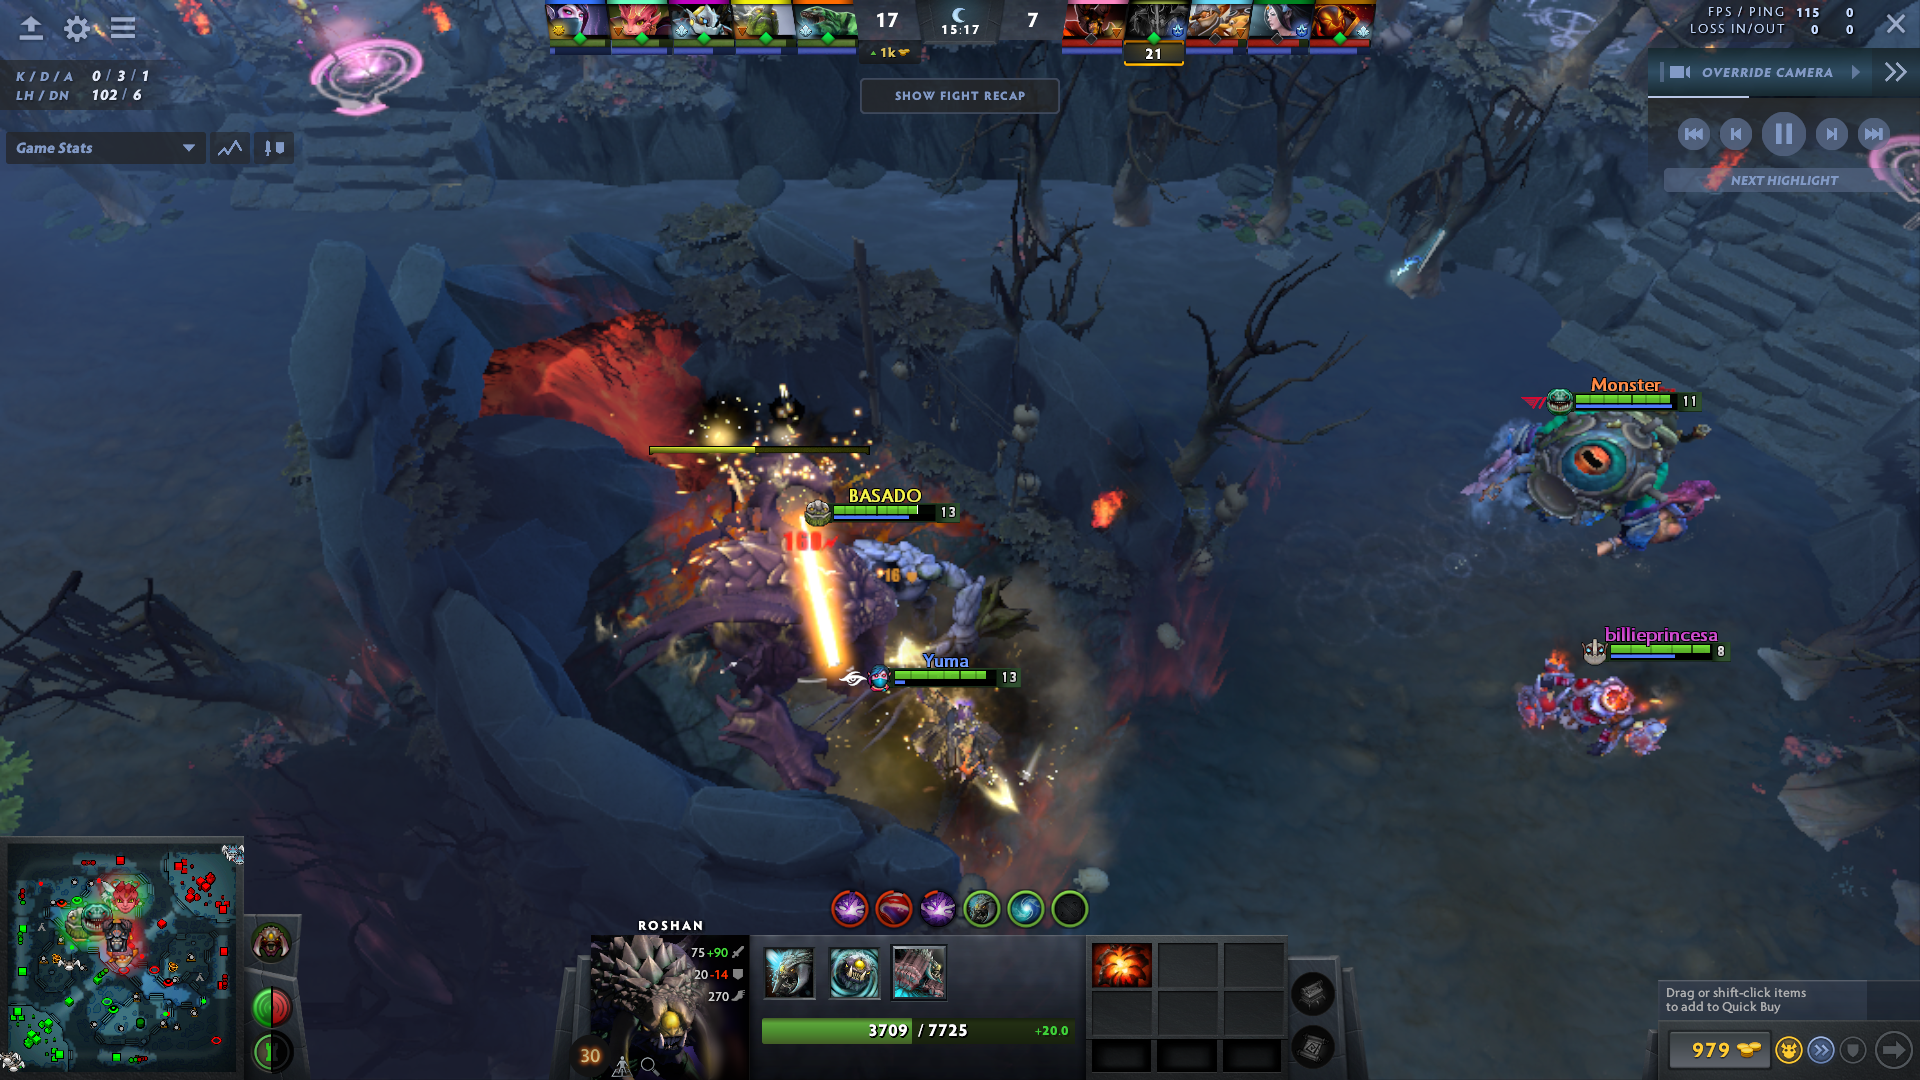 17
15:17
7
1k
21
SHOW FIGHT RECAP
FPS / PING 115 0
LOSS IN/OUT 0 0
K / D / A 0 / 3 / 1
LH / DN 102 / 6
Game Stats
OVERRIDE CAMERA
NEXT HIGHLIGHT
Monster
11
BASADO
13
16
billieprincesa
8
Yuma
13
ROSHAN
75 +90
20 -14
270
30
3709 / 7725
+20.0
Drag or shift-click items
to add to Quick Buy
979